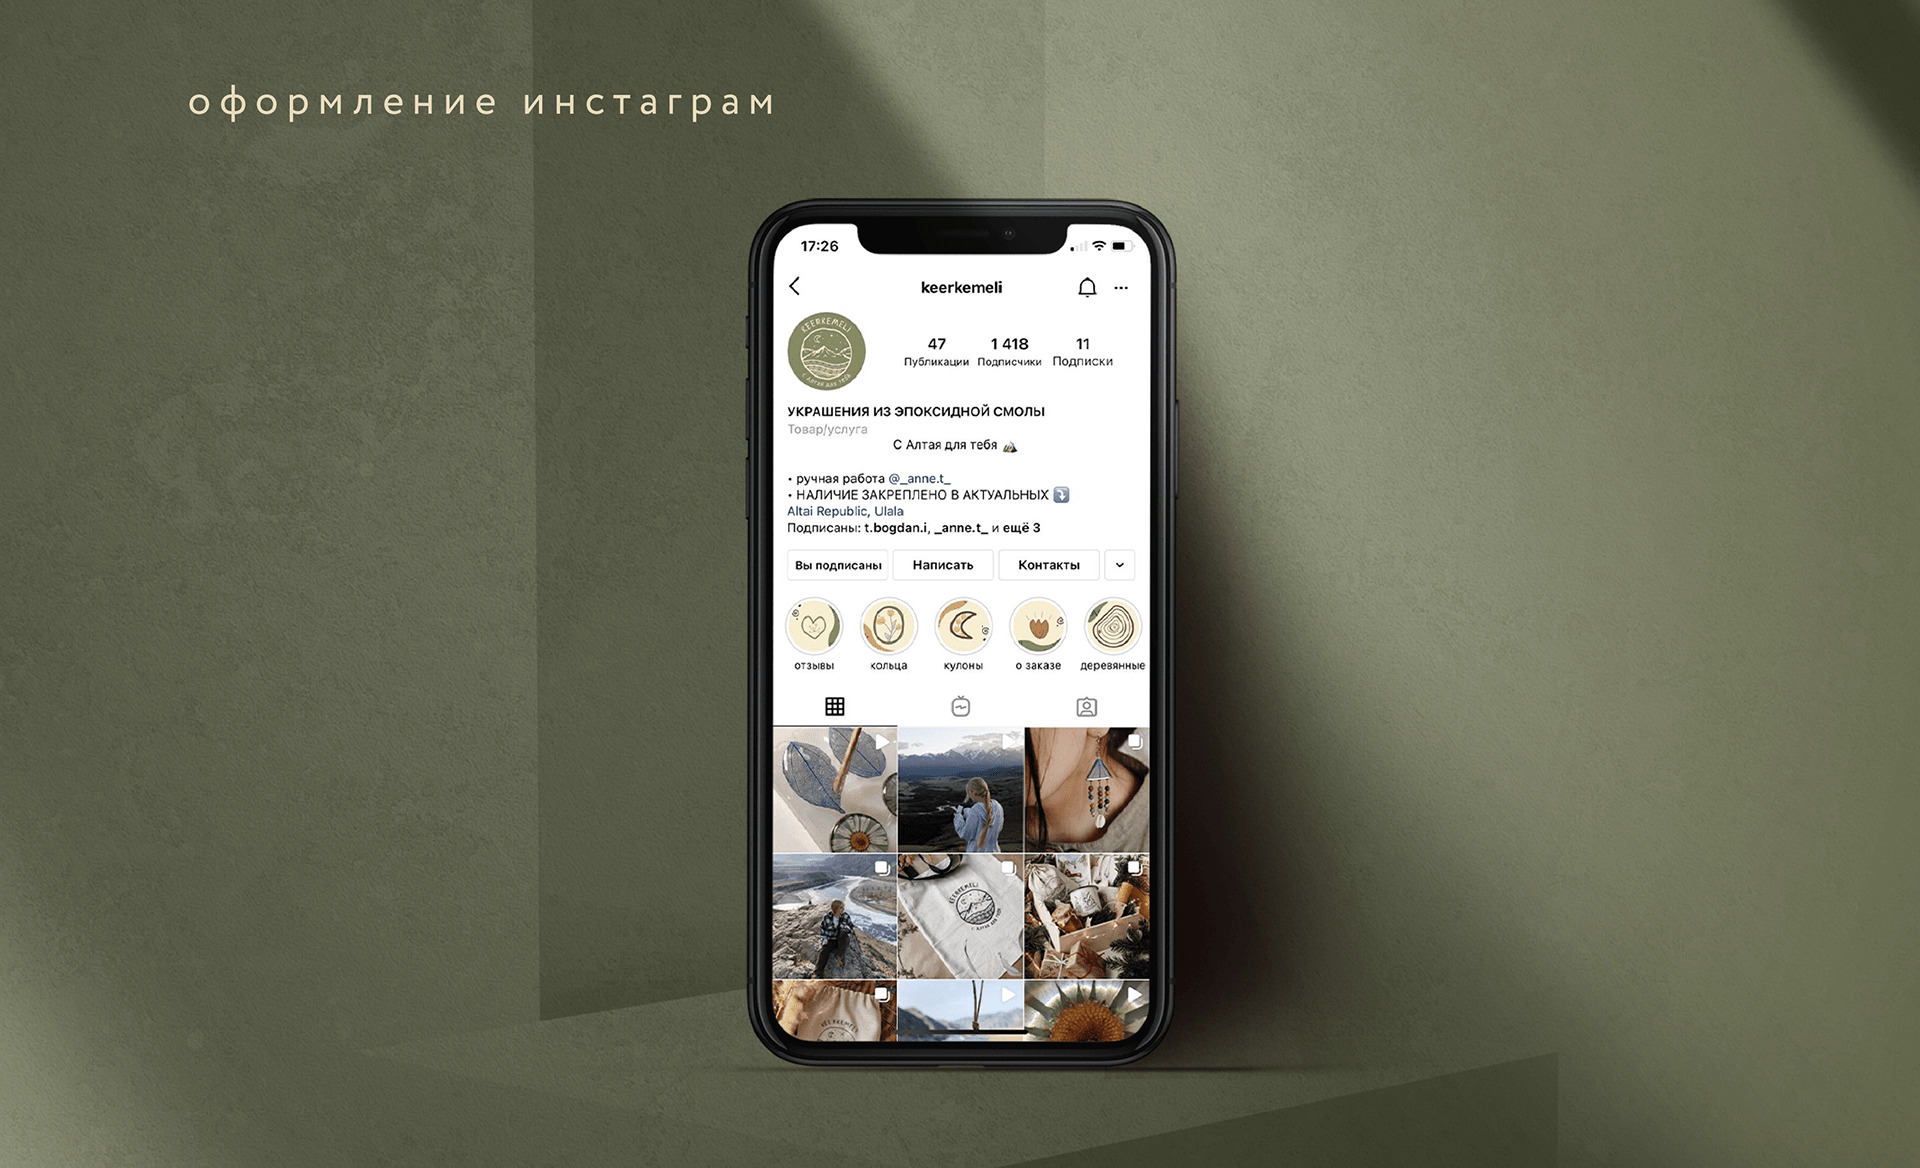 оформление инстаграм
17:26
keerkemeli
KEERKEMELI
С АЛТАЯ ДЛЯ ТЕБЯ
47 1 418 11
Публикации Подписчики Подписки
УКРАШЕНИЯ ИЗ ЭПОКСИДНОЙ СМОЛЫ
Товар/услуга
С Алтая для тебя
• ручная работа @_anne.t_
• НАЛИЧИЕ ЗАКРЕПЛЕНО В АКТУАЛЬНЫХ
Altai Republic, Ulala
Подписаны: t.bogdan.i, _anne.t_ и ещё 3
Вы подписаны Написать Контакты
отзывы кольца кулоны о заказе деревянные
KEERKEMELI
С АЛТАЯ ДЛЯ ТЕБЯ
KEERKEMELI